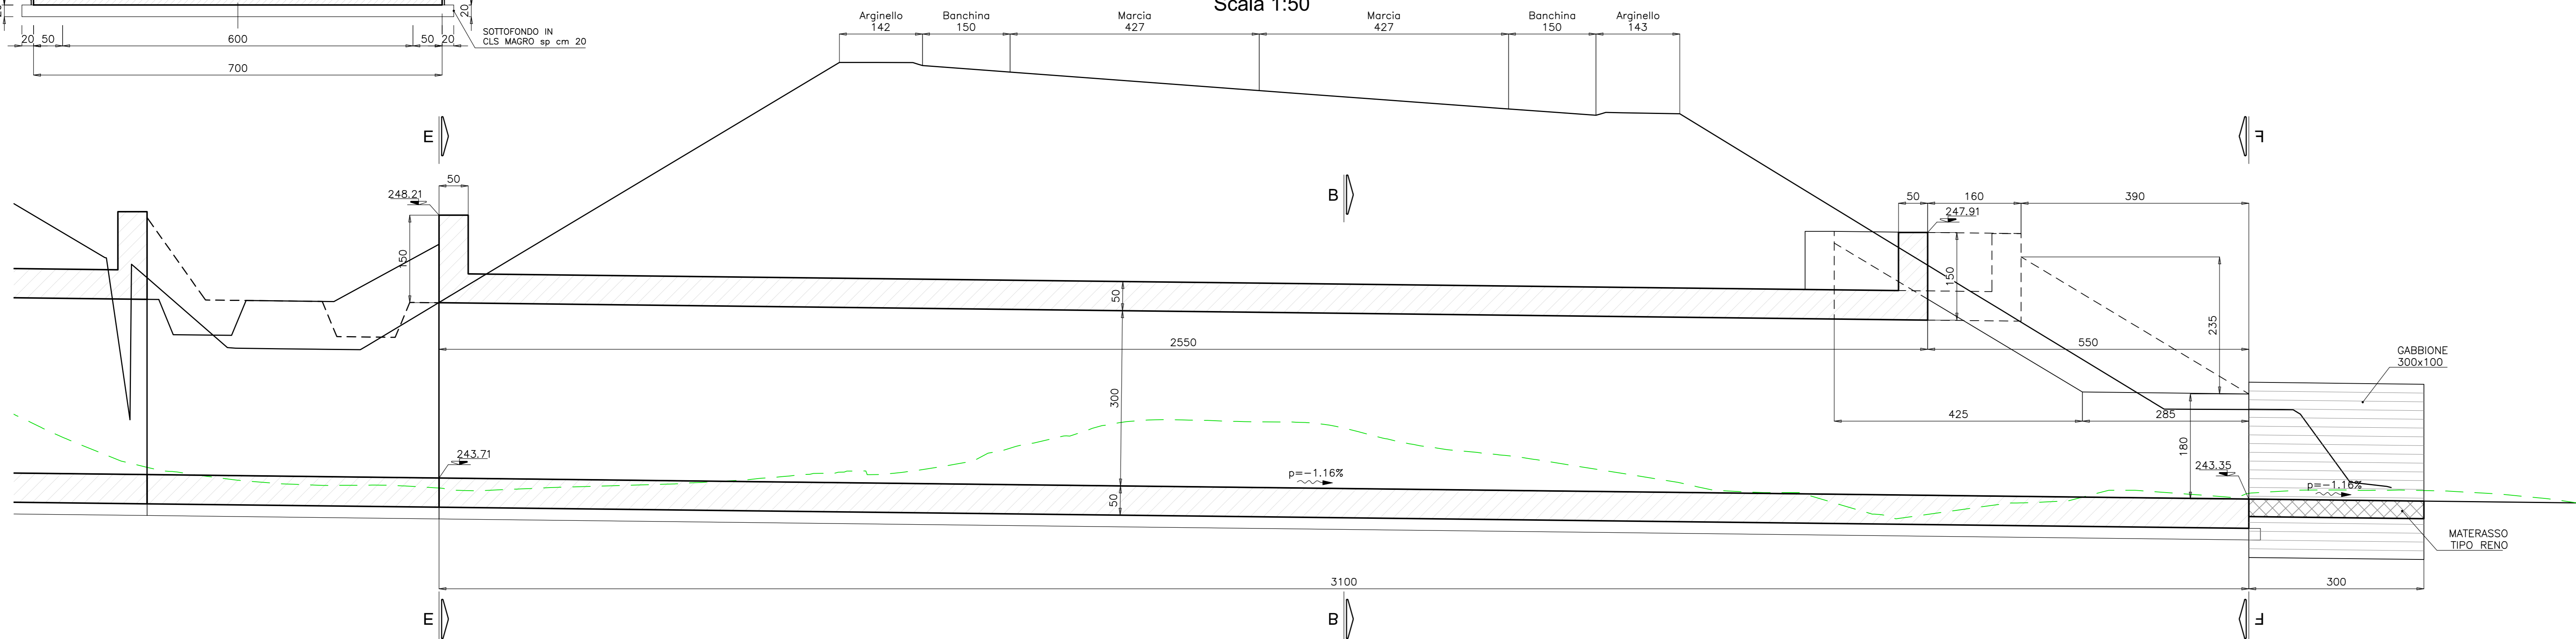 Scala 1:50
20
20
20 50 600 50 20
700
SOTTOFONDO IN
CLS MAGRO sp cm 20
Arginello Banchina Marcia Marcia Banchina Arginello
142 150 427 427 150 143
E F
B
248.21 50
150
50 160 390
247.91
150
50
235
2550 550
300
GABBIONE
300x100
425 285
180
243.71
243.35
p=-1.16%
p=-1.16%
50
MATERASSO
TIPO RENO
3100 300
E B F